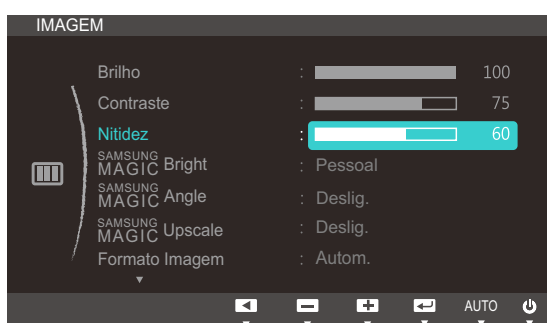 IMAGEM
Brilho : 100
Contraste : 75
Nitidez : 60
SAMSUNG MAGIC Bright : Pessoal
SAMSUNG MAGIC Angle : Deslig.
SAMSUNG MAGIC Upscale : Deslig.
Formato Imagem : Autom.
AUTO